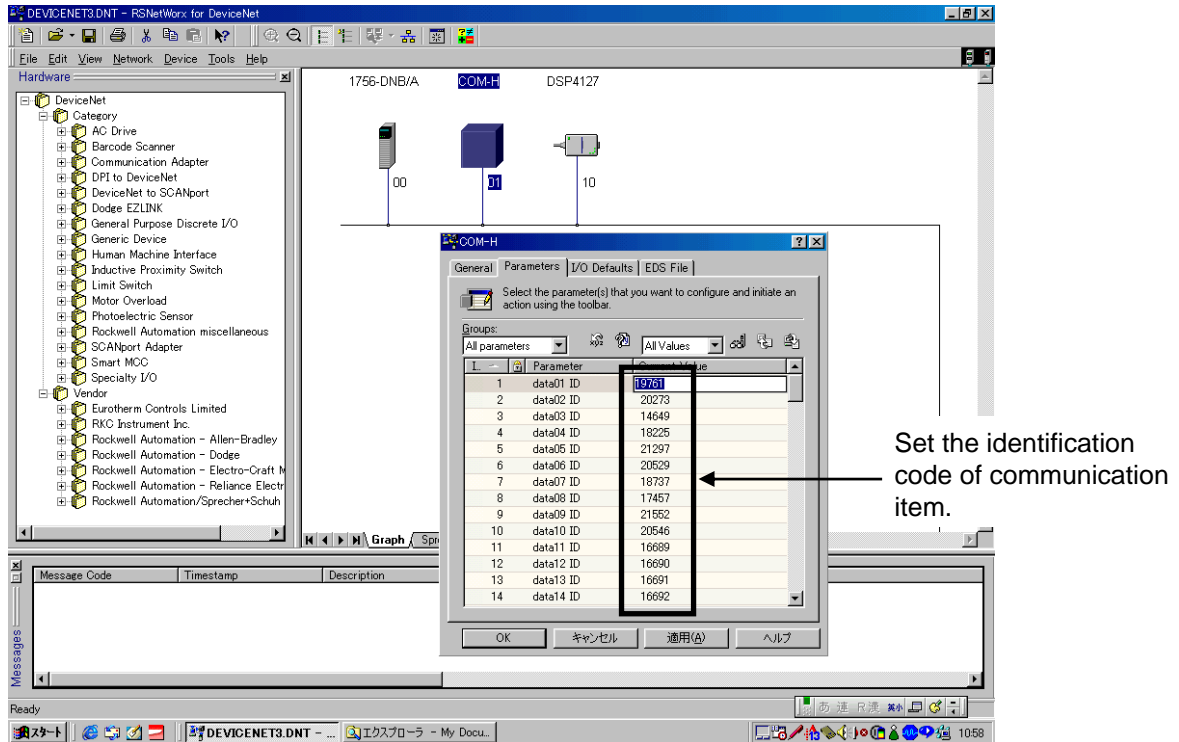 DEVICENET3.DNT - RSNetWorx for DeviceNet
File Edit View Network Device Tools Help
Hardware
DeviceNet
Category
AC Drive
Barcode Scanner
Communication Adapter
DPI to DeviceNet
DeviceNet to SCANport
Dodge EZLINK
General Purpose Discrete I/O
Generic Device
Human Machine Interface
Inductive Proximity Switch
Limit Switch
Motor Overload
Photoelectric Sensor
Rockwell Automation miscellaneous
SCANport Adapter
Smart MCC
Specialty I/O
Vendor
Eurotherm Controls Limited
RKC Instrument Inc.
Rockwell Automation - Allen-Bradley
Rockwell Automation - Dodge
Rockwell Automation - Electro-Craft M
Rockwell Automation - Reliance Electr
Rockwell Automation/Sprecher+Schuh
1756-DNB/A COM-H DSP4127
00 01 10
Graph Spr
COM-H
General Parameters I/O Defaults EDS File
Select the parameter(s) that you want to configure and initiate an
action using the toolbar.
Groups:
All parameters All Values
I... Parameter Current Value
1 data01 ID 19761
2 data02 ID 20273
3 data03 ID 14649
4 data04 ID 18225
5 data05 ID 21297
6 data06 ID 20529
7 data07 ID 18737
8 data08 ID 17457
9 data09 ID 21552
10 data10 ID 20546
11 data11 ID 16689
12 data12 ID 16690
13 data13 ID 16691
14 data14 ID 16692
OK キャンセル 適用(A) ヘルプ
Set the identification
code of communication
item.
Message Code Timestamp Description
Messages
Ready
あ 連 R漢 英小
スタート DEVICENET3.DNT - ... エクスプローラ - My Docu... 10:58